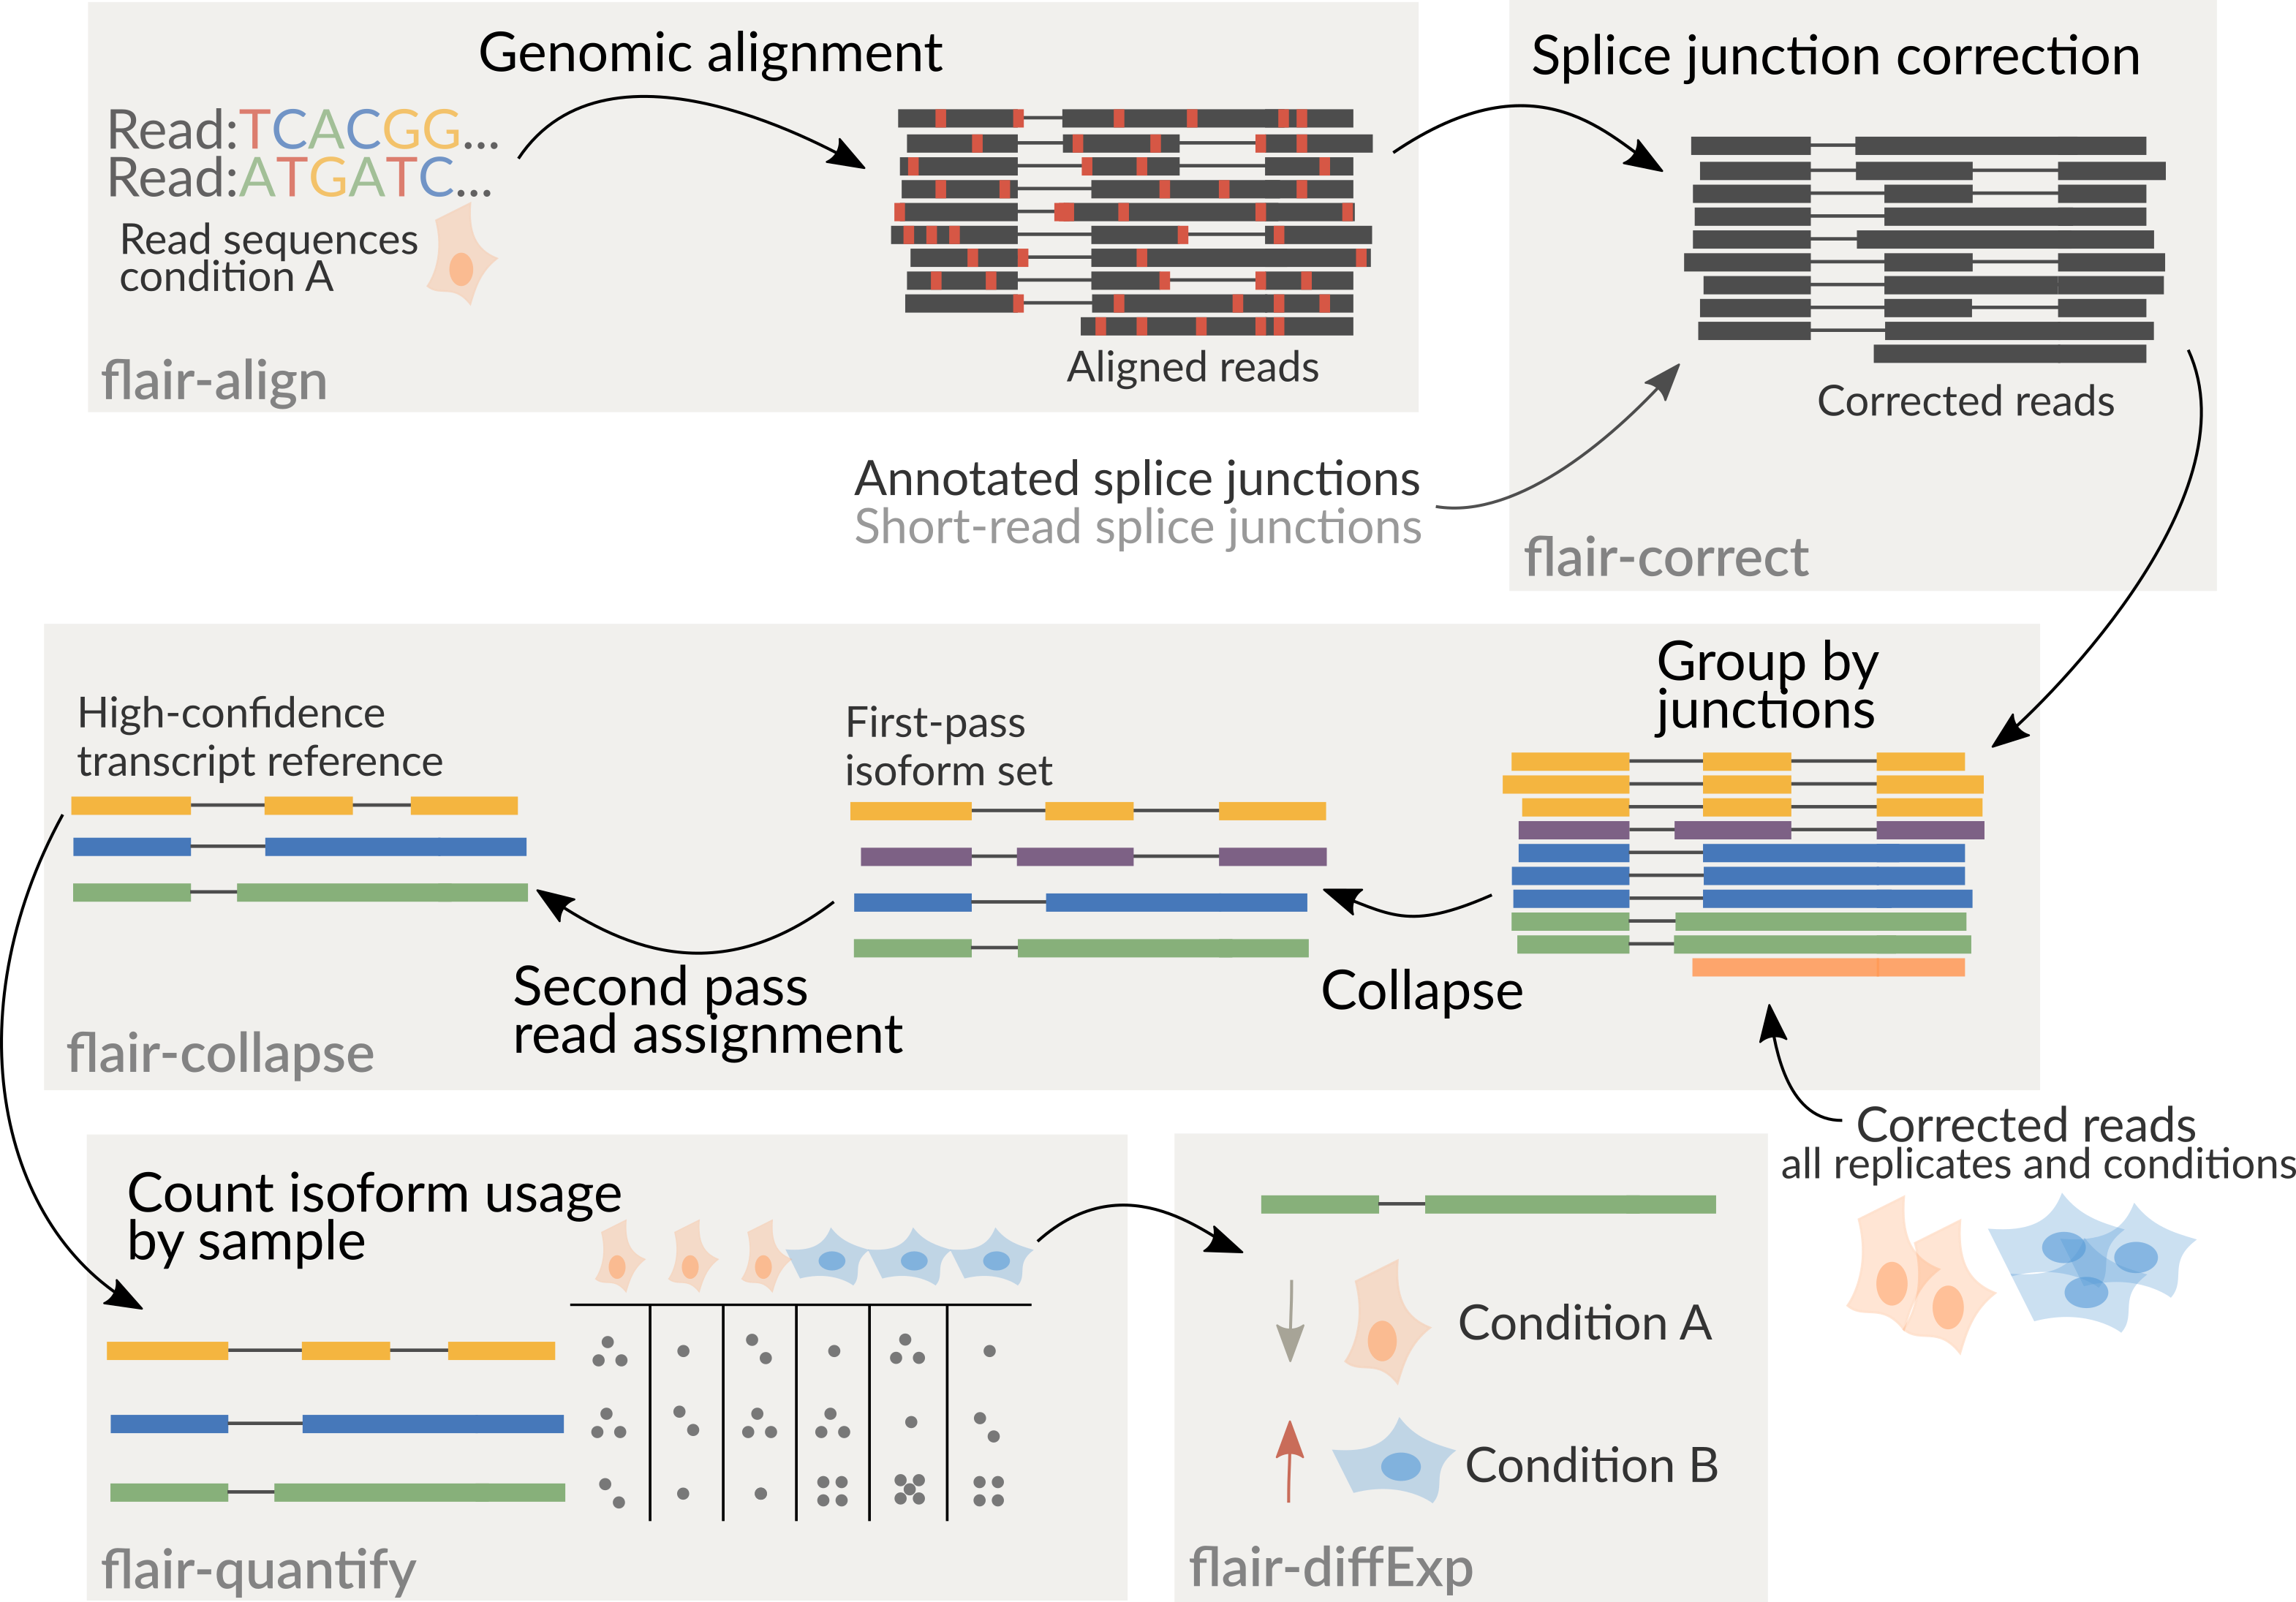 Genomic alignment
Read:TCACGG...
Read:ATGATC...
Read sequences
condition A
Aligned reads
flair-align
Splice junction correction
Corrected reads
Annotated splice junctions
Short-read splice junctions
flair-correct
Group by
junctions
High-confidence
transcript reference
First-pass
isoform set
Second pass
read assignment
Collapse
flair-collapse
Corrected reads
all replicates and conditions
Count isoform usage
by sample
flair-quantify
Condition A
Condition B
flair-diffExp